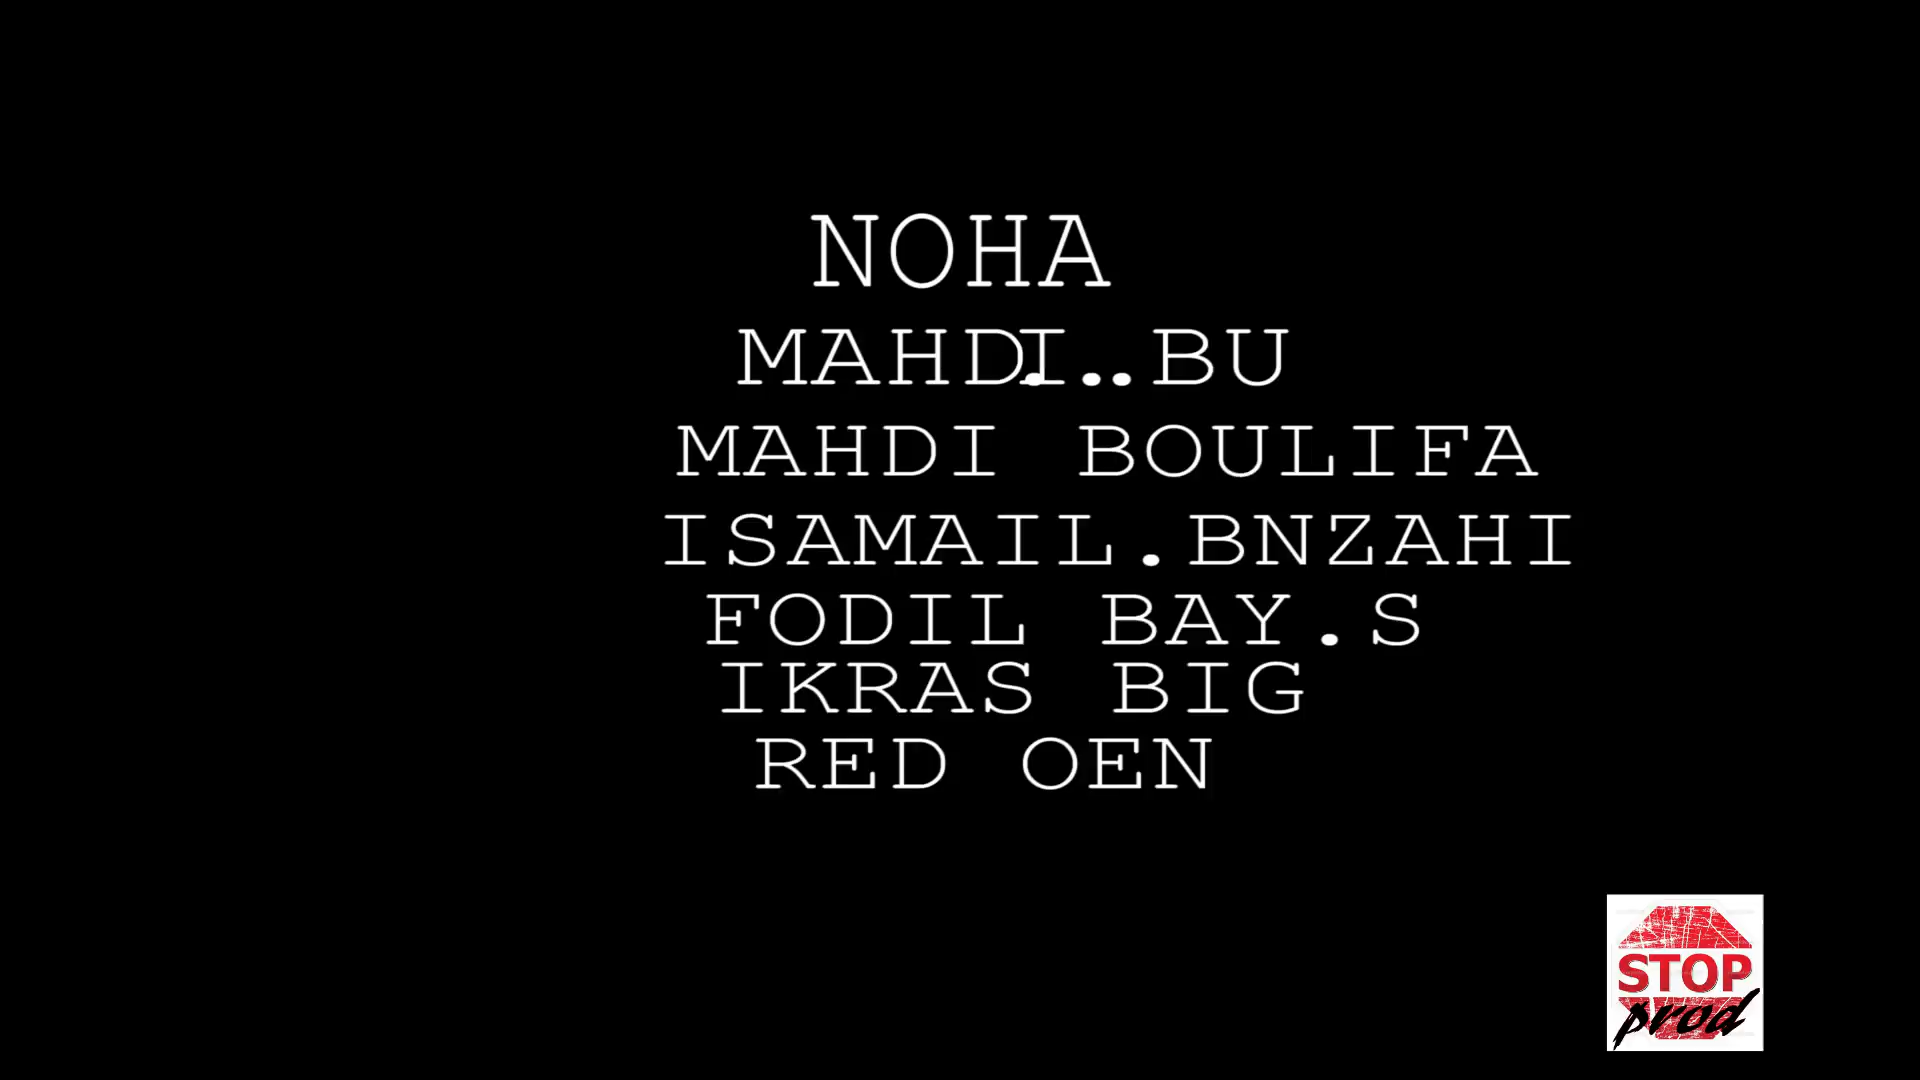 NOHA
MAHDI...BU
MAHDI BOULIFA
ISAMAIL.BNZAHI
FODIL BAY.S
IKRAS BIG
RED OEN
STOP
prod